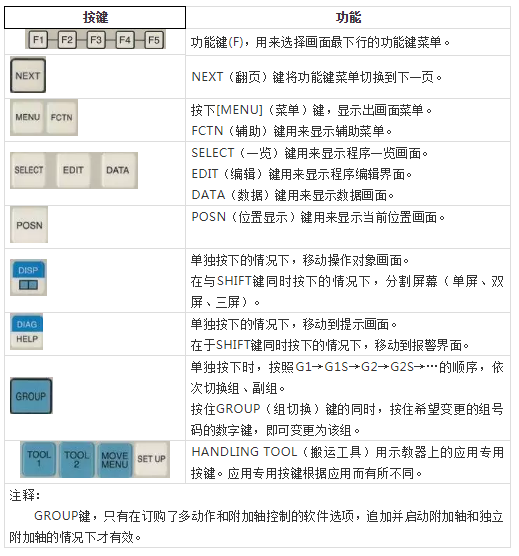 按键 功能
F1 F2 F3 F4 F5 功能键(F)，用来选择画面最下行的功能键菜单。
NEXT NEXT（翻页）键将功能键菜单切换到下一页。
MENU FCTN 按下[MENU]（菜单）键，显示出画面菜单。
FCTN（辅助）键用来显示辅助菜单。
SELECT EDIT DATA SELECT（一览）键用来显示程序一览画面。
EDIT（编辑）键用来显示程序编辑界面。
DATA（数据）键用来显示数据画面。
POSN POSN（位置显示）键用来显示当前位置画面。
DISP 单独按下的情况下，移动操作对象画面。
在与SHIFT键同时按下的情况下，分割屏幕（单屏、双
屏、三屏）。
DIAG
HELP 单独按下的情况下，移动到提示画面。
在于SHIFT键同时按下的情况下，移动到报警界面。
GROUP 单独按下时，按照G1→G1S→G2→G2S→…的顺序，依
次切换组、副组。
按住GROUP（组切换）键的同时，按住希望变更的组号
码的数字键，即可变更为该组。
TOOL 1 TOOL 2 MOVE MENU SET UP HANDLING TOOL（搬运工具）用示教器上的应用专用
按键。应用专用按键根据应用而有所不同。
注释：
GROUP键，只有在订购了多动作和附加轴控制的软件选项，追加并启动附加轴和独立
附加轴的情况下才有效。